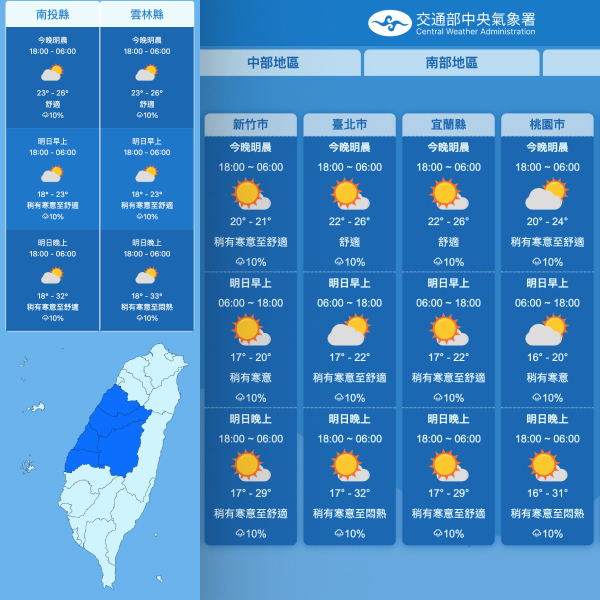 南投縣
雲林縣
今晚明晨
18:00 - 06:00
23° - 26°
舒適
10%
明日早上
18:00 - 06:00
18° - 23°
稍有寒意至舒適
10%
明日晚上
18:00 - 06:00
18° - 32°
稍有寒意至舒適
10%
今晚明晨
18:00 - 06:00
23° - 26°
舒適
10%
明日早上
18:00 - 06:00
18° - 23°
稍有寒意至舒適
10%
明日晚上
18:00 - 06:00
18° - 33°
稍有寒意至悶熱
10%
交通部中央氣象署
Central Weather Administration
中部地區
南部地區
新竹市
今晚明晨
18:00 ~ 06:00
20° - 21°
稍有寒意至舒適
10%
明日早上
06:00 ~ 18:00
17° - 20°
稍有寒意
10%
明日晚上
18:00 ~ 06:00
17° - 29°
稍有寒意至舒適
10%
臺北市
今晚明晨
18:00 ~ 06:00
22° - 26°
舒適
10%
明日早上
06:00 ~ 18:00
17° - 22°
稍有寒意至舒適
10%
明日晚上
18:00 ~ 06:00
17° - 32°
稍有寒意至悶熱
10%
宜蘭縣
今晚明晨
18:00 ~ 06:00
22° - 26°
舒適
10%
明日早上
06:00 ~ 18:00
17° - 22°
稍有寒意至舒適
10%
明日晚上
18:00 ~ 06:00
17° - 29°
稍有寒意至舒適
10%
桃園市
今晚明晨
18:00 ~ 06:00
20° - 24°
稍有寒意至舒適
10%
明日早上
06:00 ~ 18:00
16° - 20°
稍有寒意
10%
明日晚上
18:00 ~ 06:00
16° - 31°
稍有寒意至悶熱
10%